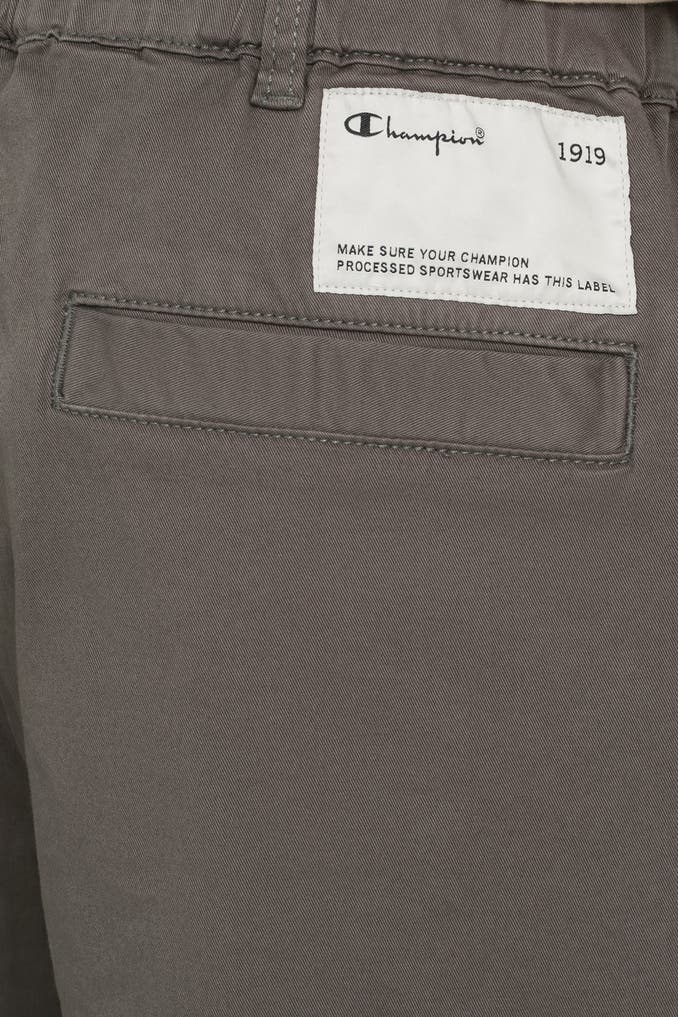 Champion®
1919
MAKE SURE YOUR CHAMPION
PROCESSED SPORTSWEAR HAS THIS LABEL